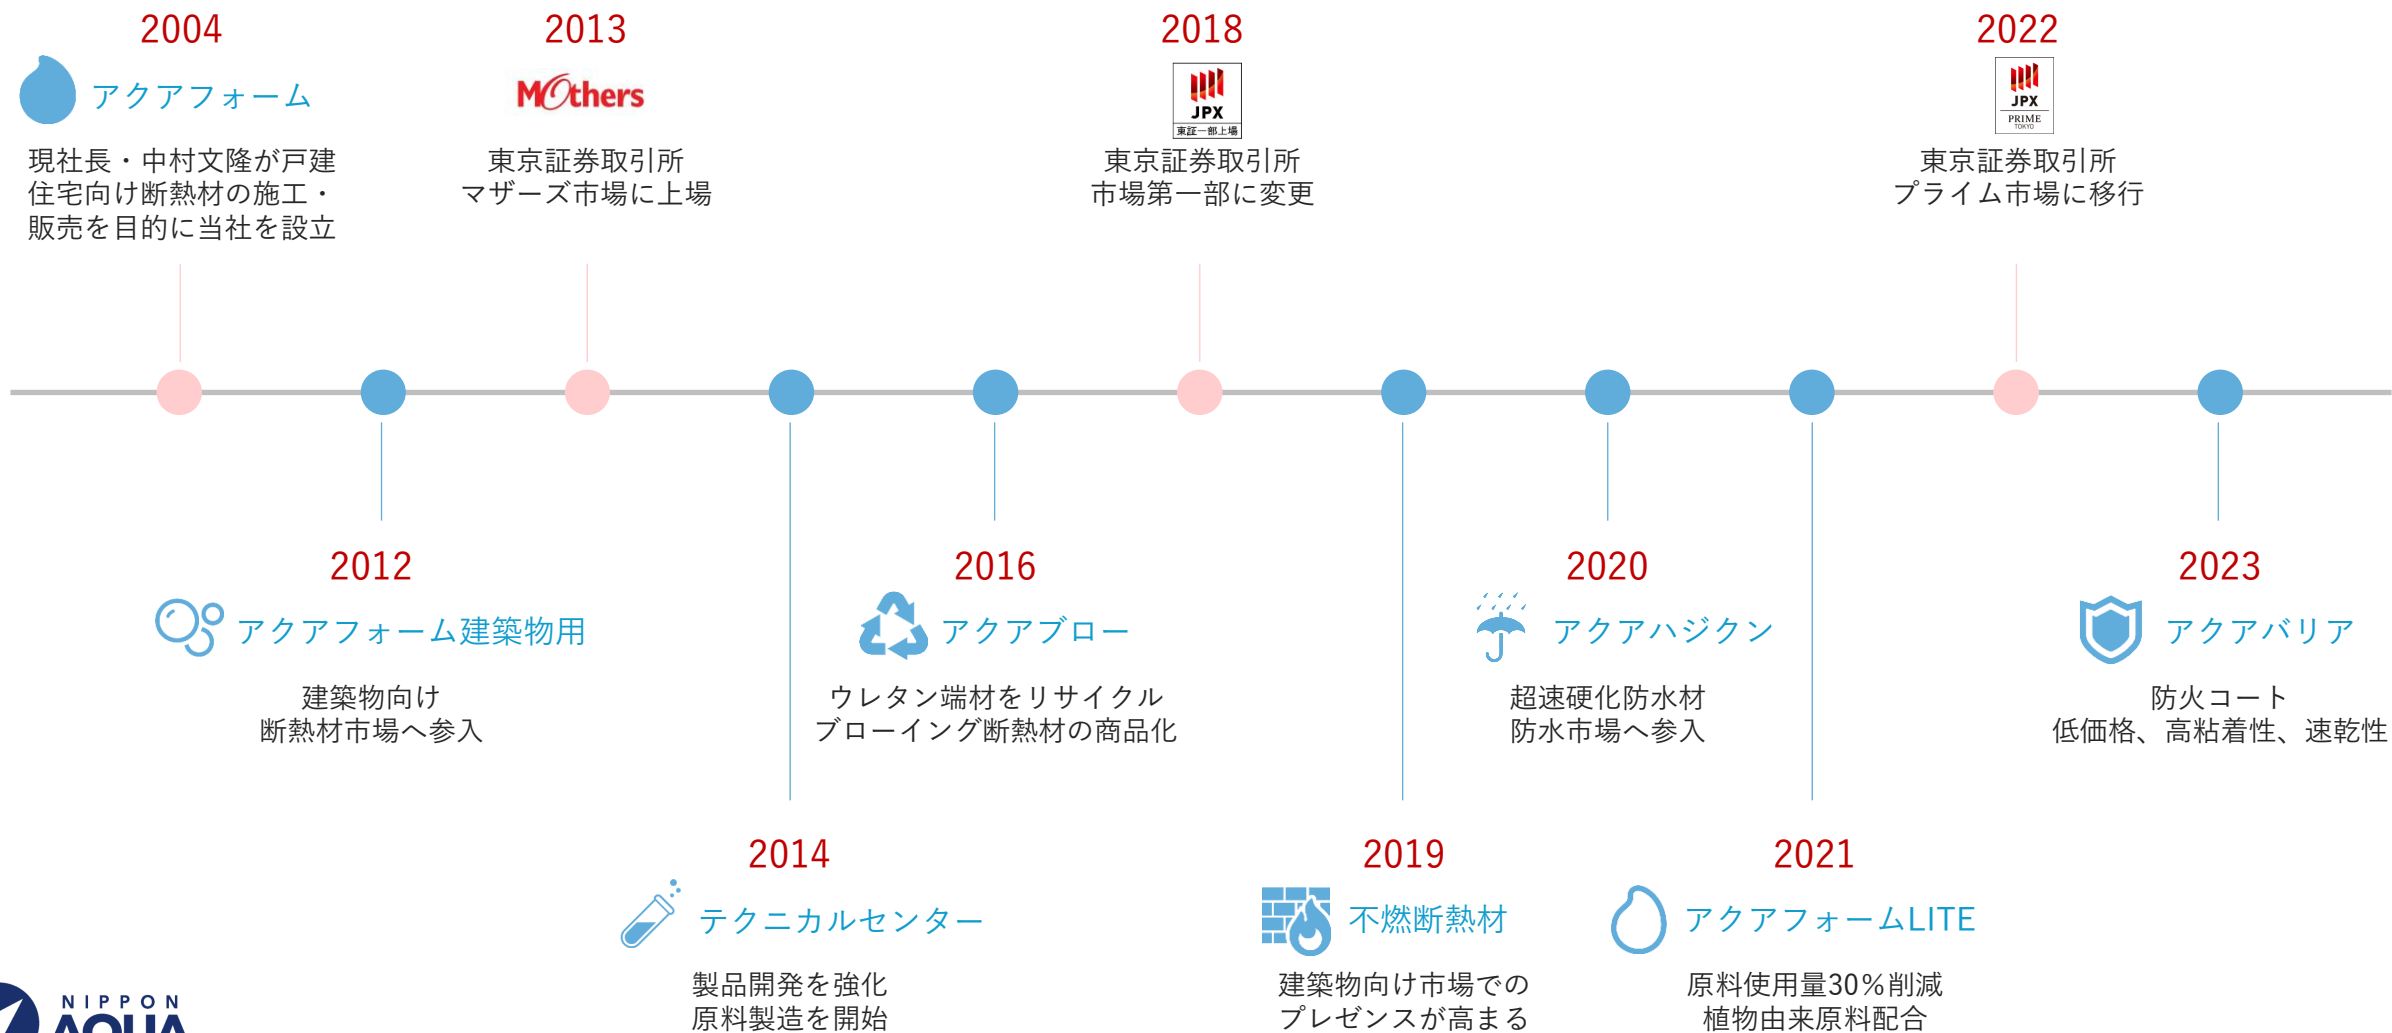 2004
アクアフォーム
現社長・中村文隆が戸建
住宅向け断熱材の施工・
販売を目的に当社を設立
2013
Mothers
東京証券取引所
マザーズ市場に上場
2018
JPX
東証一部上場
東京証券取引所
市場第一部に変更
2022
JPX
PRIME
TOKYO
東京証券取引所
プライム市場に移行
2012
アクアフォーム建築物用
建築物向け
断熱材市場へ参入
2016
アクアブロー
ウレタン端材をリサイクル
ブローイング断熱材の商品化
2020
アクアハジクン
超速硬化防水材
防水市場へ参入
2023
アクアバリア
防火コート
低価格、高粘着性、速乾性
2014
テクニカルセンター
製品開発を強化
原料製造を開始
2019
不燃断熱材
建築物向け市場での
プレゼンスが高まる
2021
アクアフォームLITE
原料使用量30%削減
植物由来原料配合
NIPPON
AQUA